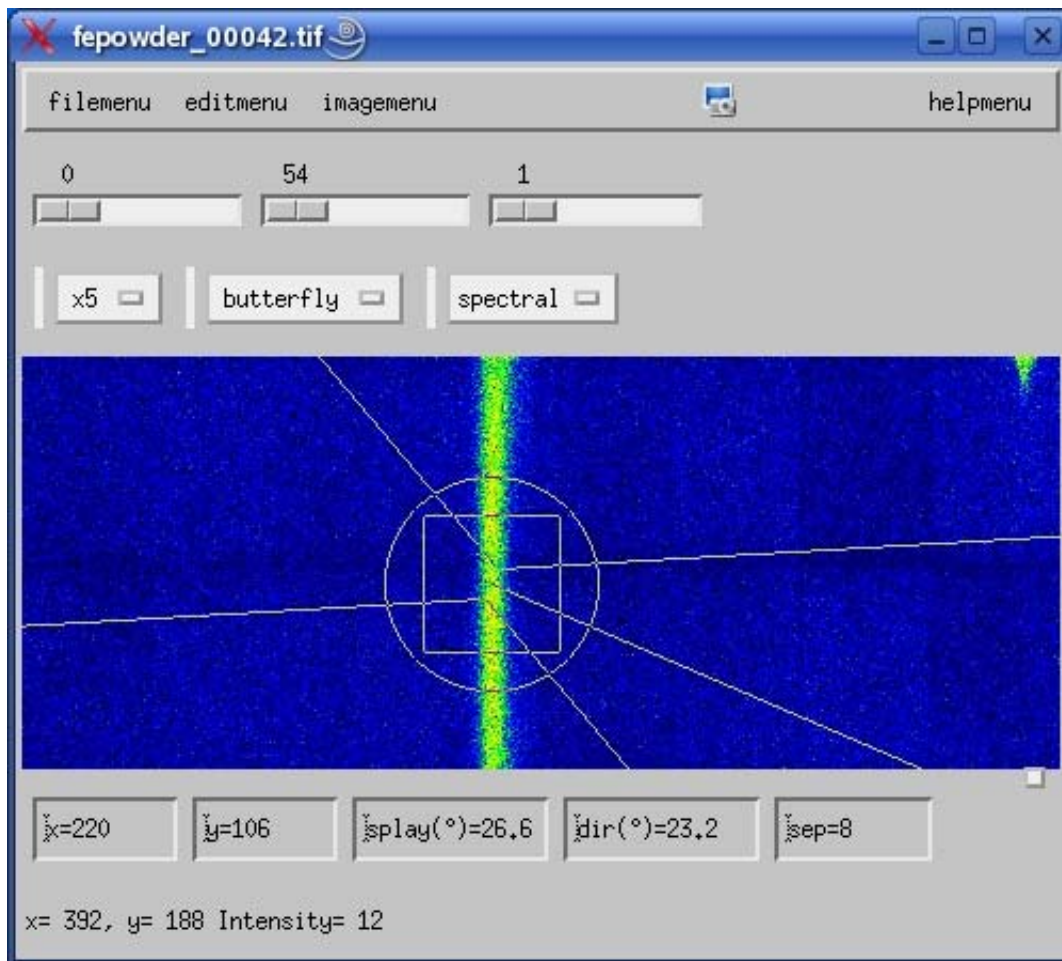 fepowder_00042.tif
filemenu editmenu imagemenu helpmenu
0 54 1
x5 butterfly spectral
x=220 y=106 splay(°)=26.6 dir(°)=23.2 sep=8
x= 392, y= 188 Intensity= 12